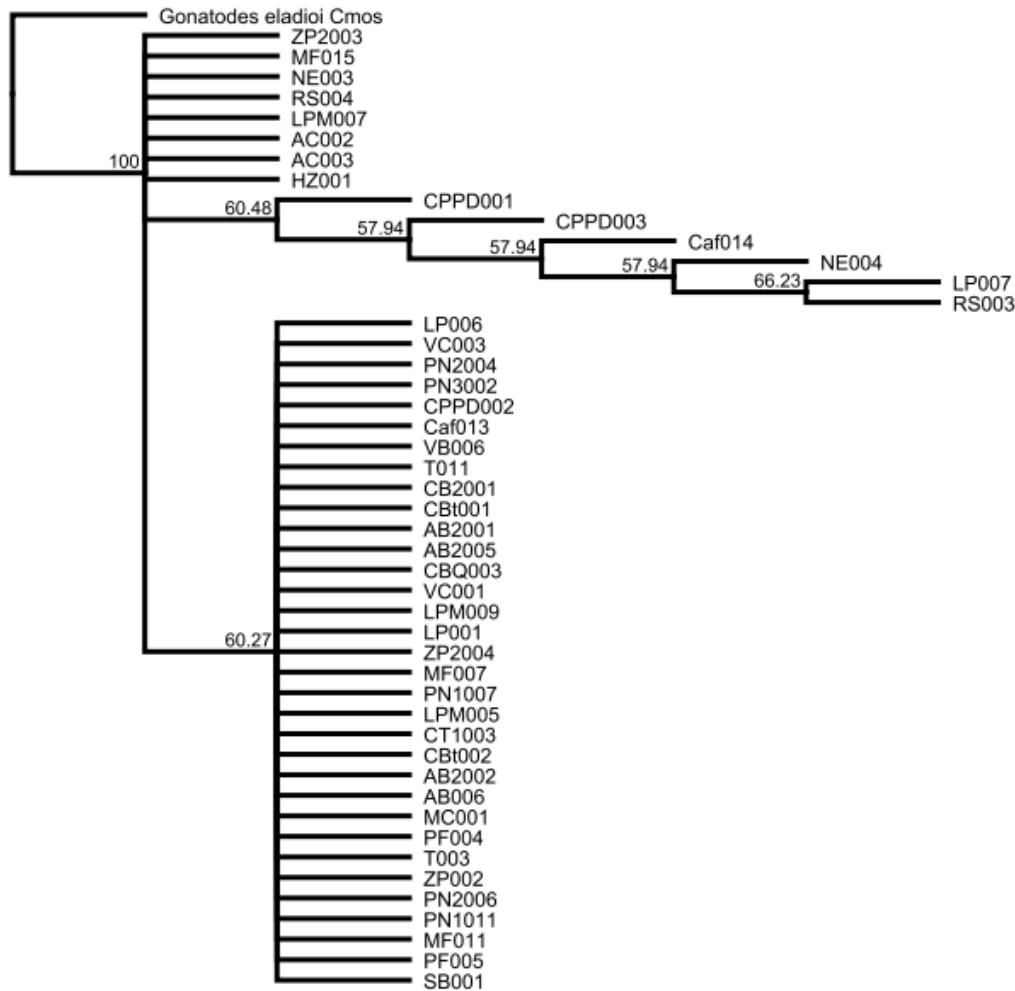 Gonatodes eladioi Cmos
ZP2003
MF015
NE003
RS004
LPM007
AC002
AC003
100
HZ001
CPPD001
60.48
CPPD003
57.94
Caf014
57.94
NE004
57.94
LP007
66.23
RS003
LP006
VC003
PN2004
PN3002
CPPD002
Caf013
VB006
T011
CB2001
CBt001
AB2001
AB2005
CBQ003
VC001
LPM009
LP001
60.27
ZP2004
MF007
PN1007
LPM005
CT1003
CBt002
AB2002
AB006
MC001
PF004
T003
ZP002
PN2006
PN1011
MF011
PF005
SB001